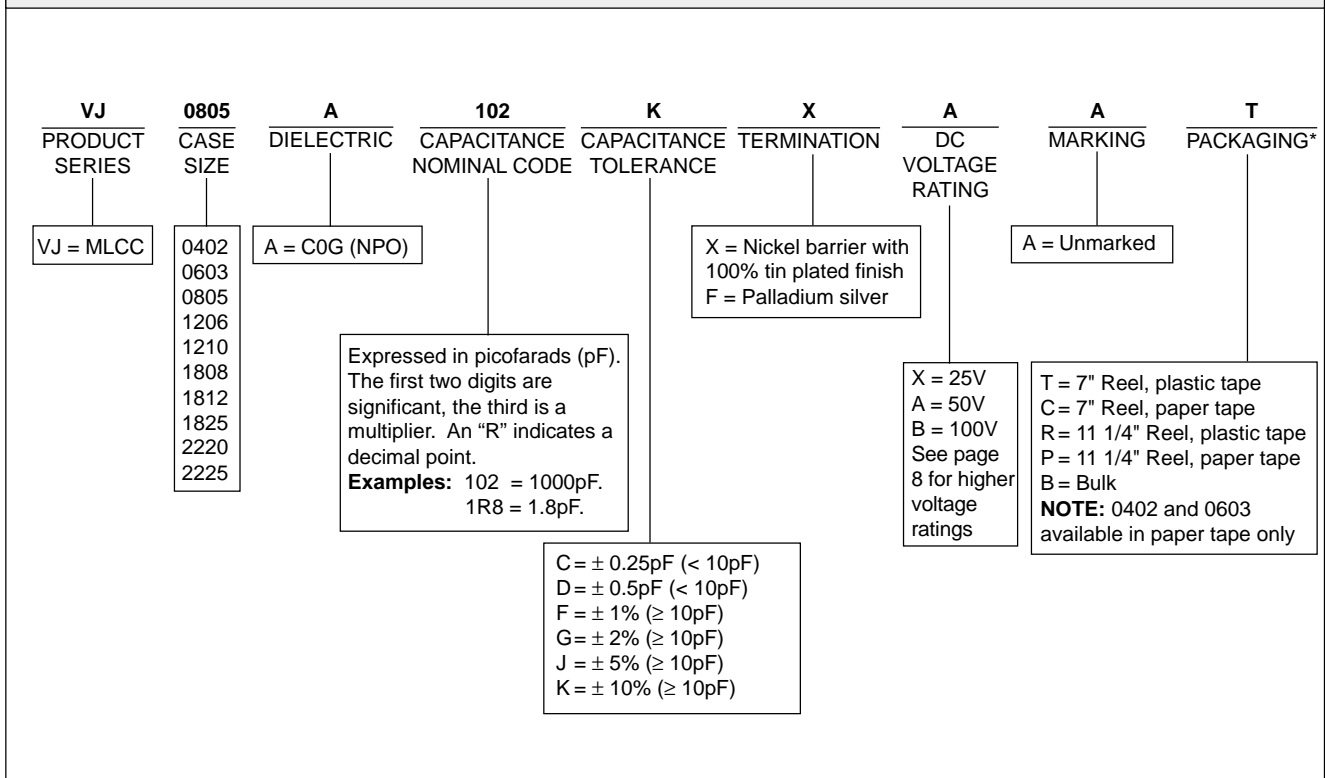 VJ 0805 A 102 K X A A T
PRODUCT SERIES
CASE SIZE
DIELECTRIC
CAPACITANCE NOMINAL CODE
CAPACITANCE TOLERANCE
TERMINATION
DC VOLTAGE RATING
MARKING
PACKAGING*
VJ = MLCC
0402
0603
0805
1206
1210
1808
1812
1825
2220
2225
A = C0G (NPO)
Expressed in picofarads (pF).
The first two digits are
significant, the third is a
multiplier. An “R” indicates a
decimal point.
Examples: 102 = 1000pF.
1R8 = 1.8pF.
C = ± 0.25pF (< 10pF)
D = ± 0.5pF (< 10pF)
F = ± 1% (≥ 10pF)
G = ± 2% (≥ 10pF)
J = ± 5% (≥ 10pF)
K = ± 10% (≥ 10pF)
X = Nickel barrier with
100% tin plated finish
F = Palladium silver
X = 25V
A = 50V
B = 100V
See page
8 for higher
voltage
ratings
A = Unmarked
T = 7" Reel, plastic tape
C = 7" Reel, paper tape
R = 11 1/4" Reel, plastic tape
P = 11 1/4" Reel, paper tape
B = Bulk
NOTE: 0402 and 0603
available in paper tape only